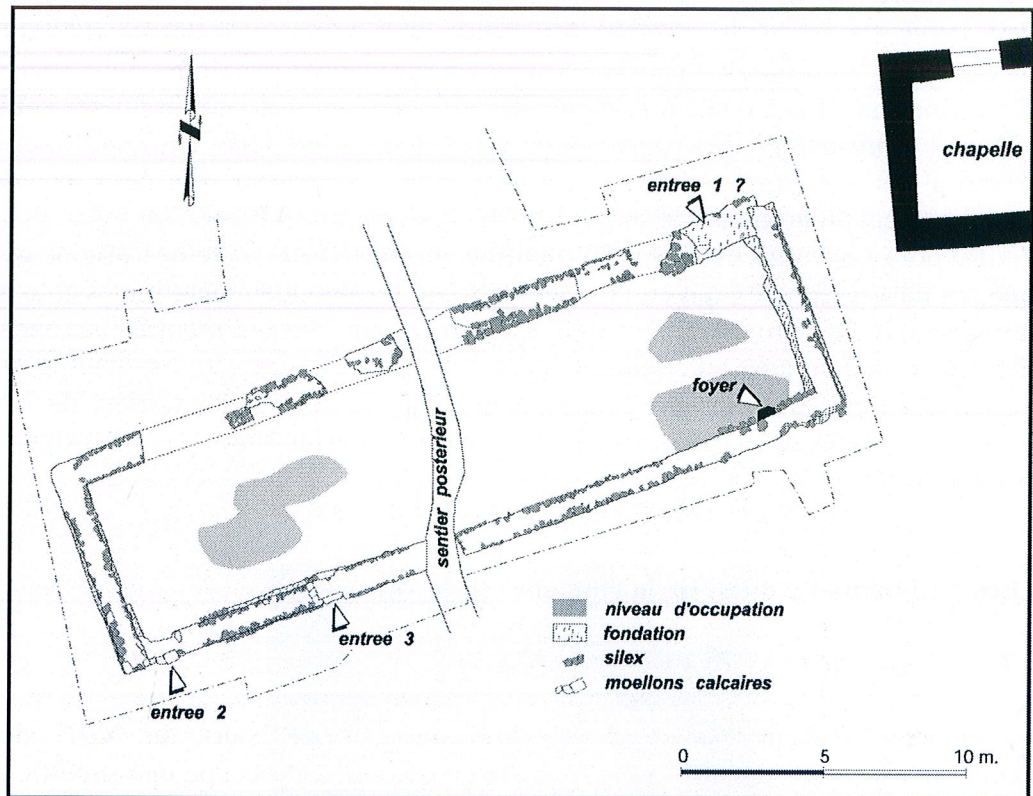 chapelle
entree 1 ?
foyer
sentier posterieur
entree 3
entree 2
niveau d'occupation
fondation
silex
moellons calcaires
0 5 10 m.